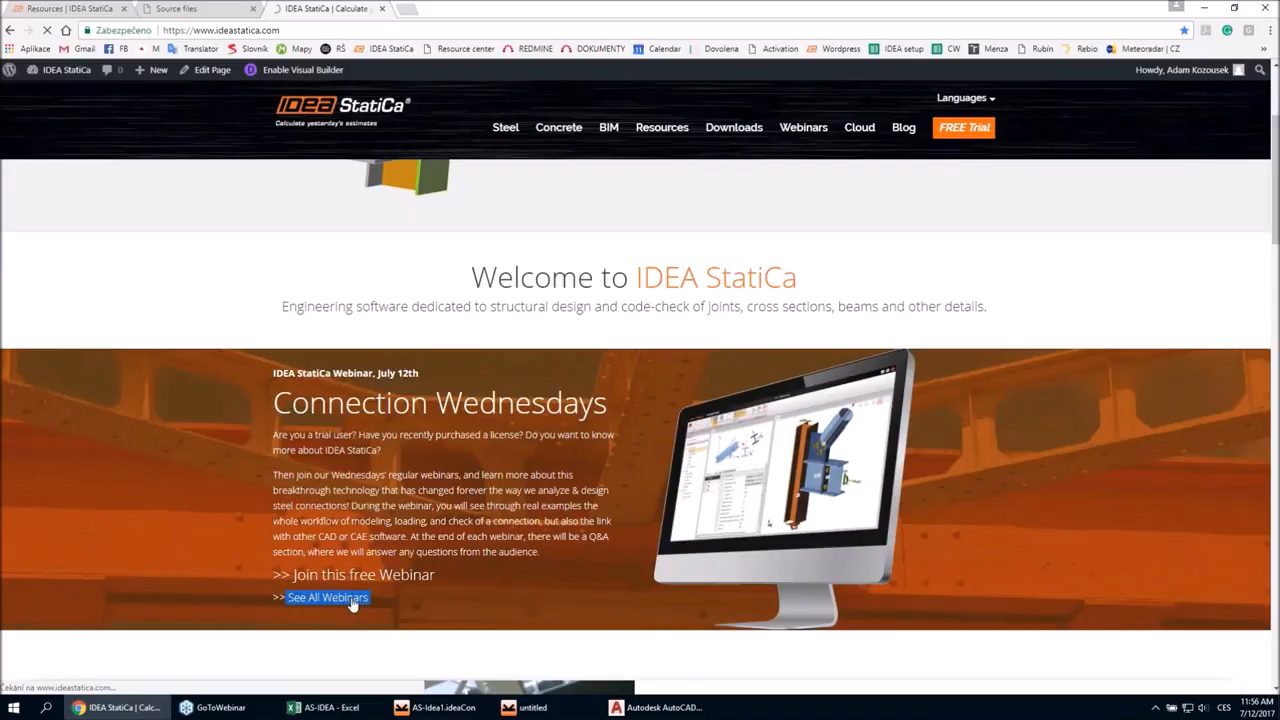 Resources | IDEA StatiCa
Source files
IDEA StatiCa | Calculate
Zabezpečeno
https://www.ideastatica.com
Aplikace
Gmail
FB
M
Translator
Slovník
Mapy
RŠ
IDEA StatiCa
Resource center
REDMINE
DOKUMENTY
Calendar
Dovolena
Activation
Wordpress
IDEA setup
CW
Menza
Rubín
Rebio
Meteoradar | CZ
IDEA StatiCa
0
New
Edit Page
Enable Visual Builder
Howdy, Adam Kozousek
IDEA StatiCa®
Calculate yesterday's estimates
Languages
Steel
Concrete
BIM
Resources
Downloads
Webinars
Cloud
Blog
FREE Trial
Welcome to IDEA StatiCa
Engineering software dedicated to structural design and code-check of joints, cross sections, beams and other details.
IDEA StatiCa Webinar, July 12th
Connection Wednesdays
Are you a trial user? Have you recently purchased a license? Do you want to know
more about IDEA StatiCa?
Then join our Wednesdays' regular webinars, and learn more about this
breakthrough technology that has changed forever the way we analyze & design
steel connections! During the webinar, you will see through real examples the
whole workflow of modeling, loading, and check of a connection, but also the link
with other CAD or CAE software. At the end of each webinar, there will be a Q&A
section, where we will answer any questions from the audience.
>> Join this free Webinar
>> See All Webinars
Čekání na www.ideastatica.com...
IDEA StatiCa | Calc...
GoToWebinar
AS-IDEA - Excel
AS-Idea1.ideaCon
untitled
Autodesk AutoCAD...
CES
11:56 AM
7/12/2017